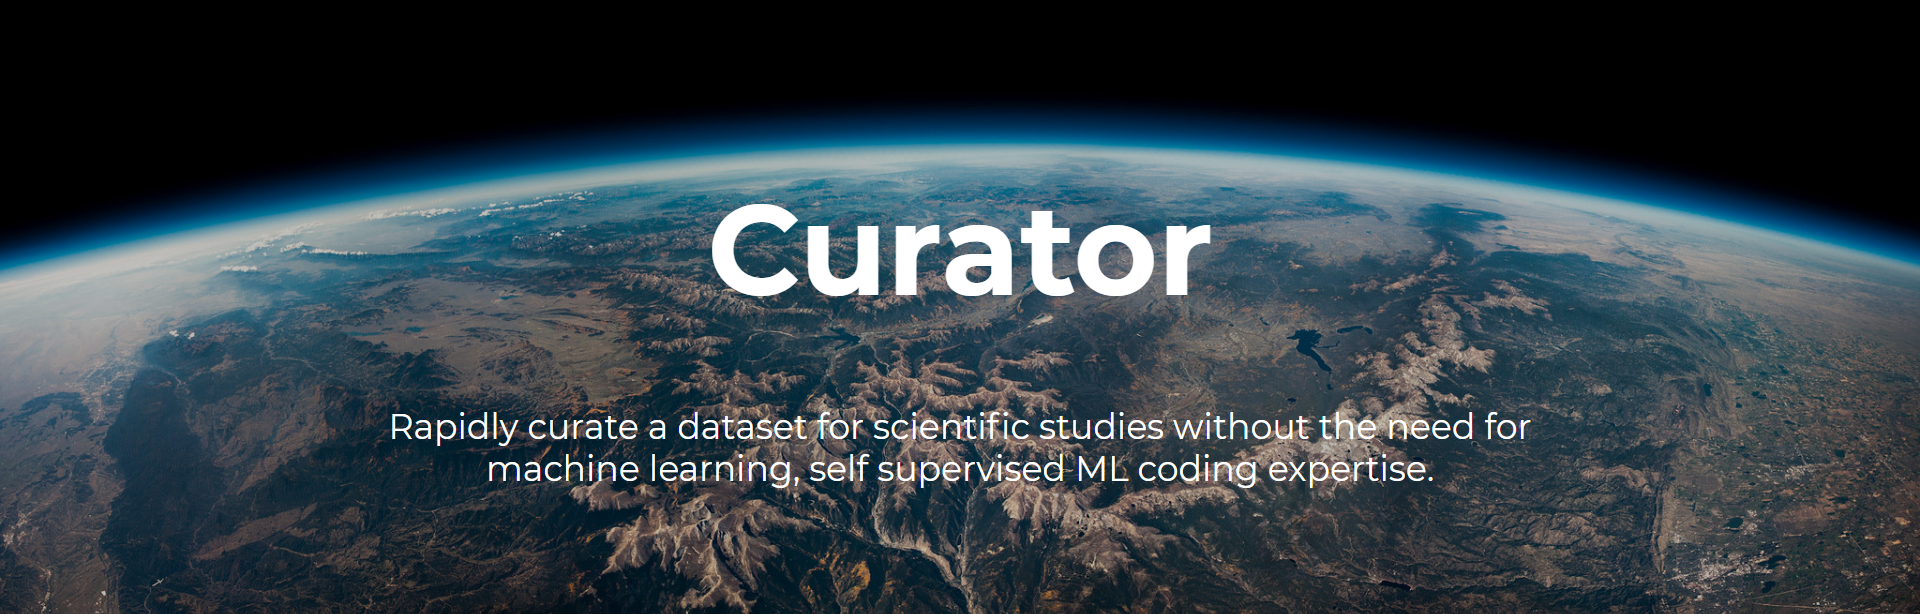 Curator
Rapidly curate a dataset for scientific studies without the need for
machine learning, self supervised ML coding expertise.